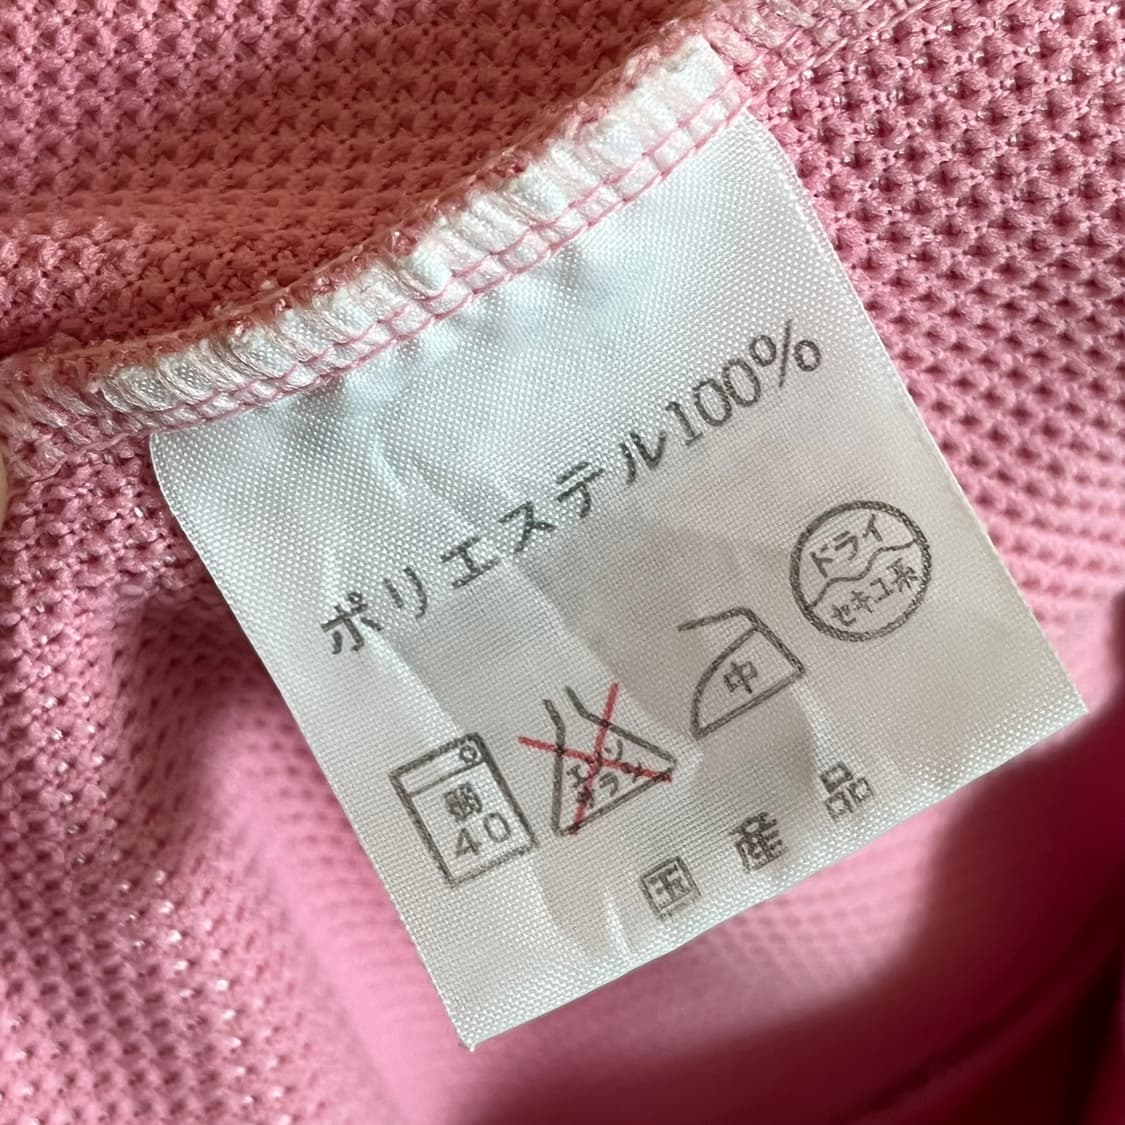 ポリエステル100%
弱
40
エンソ
サラシ
中
ドライ
セキユ系
国産品